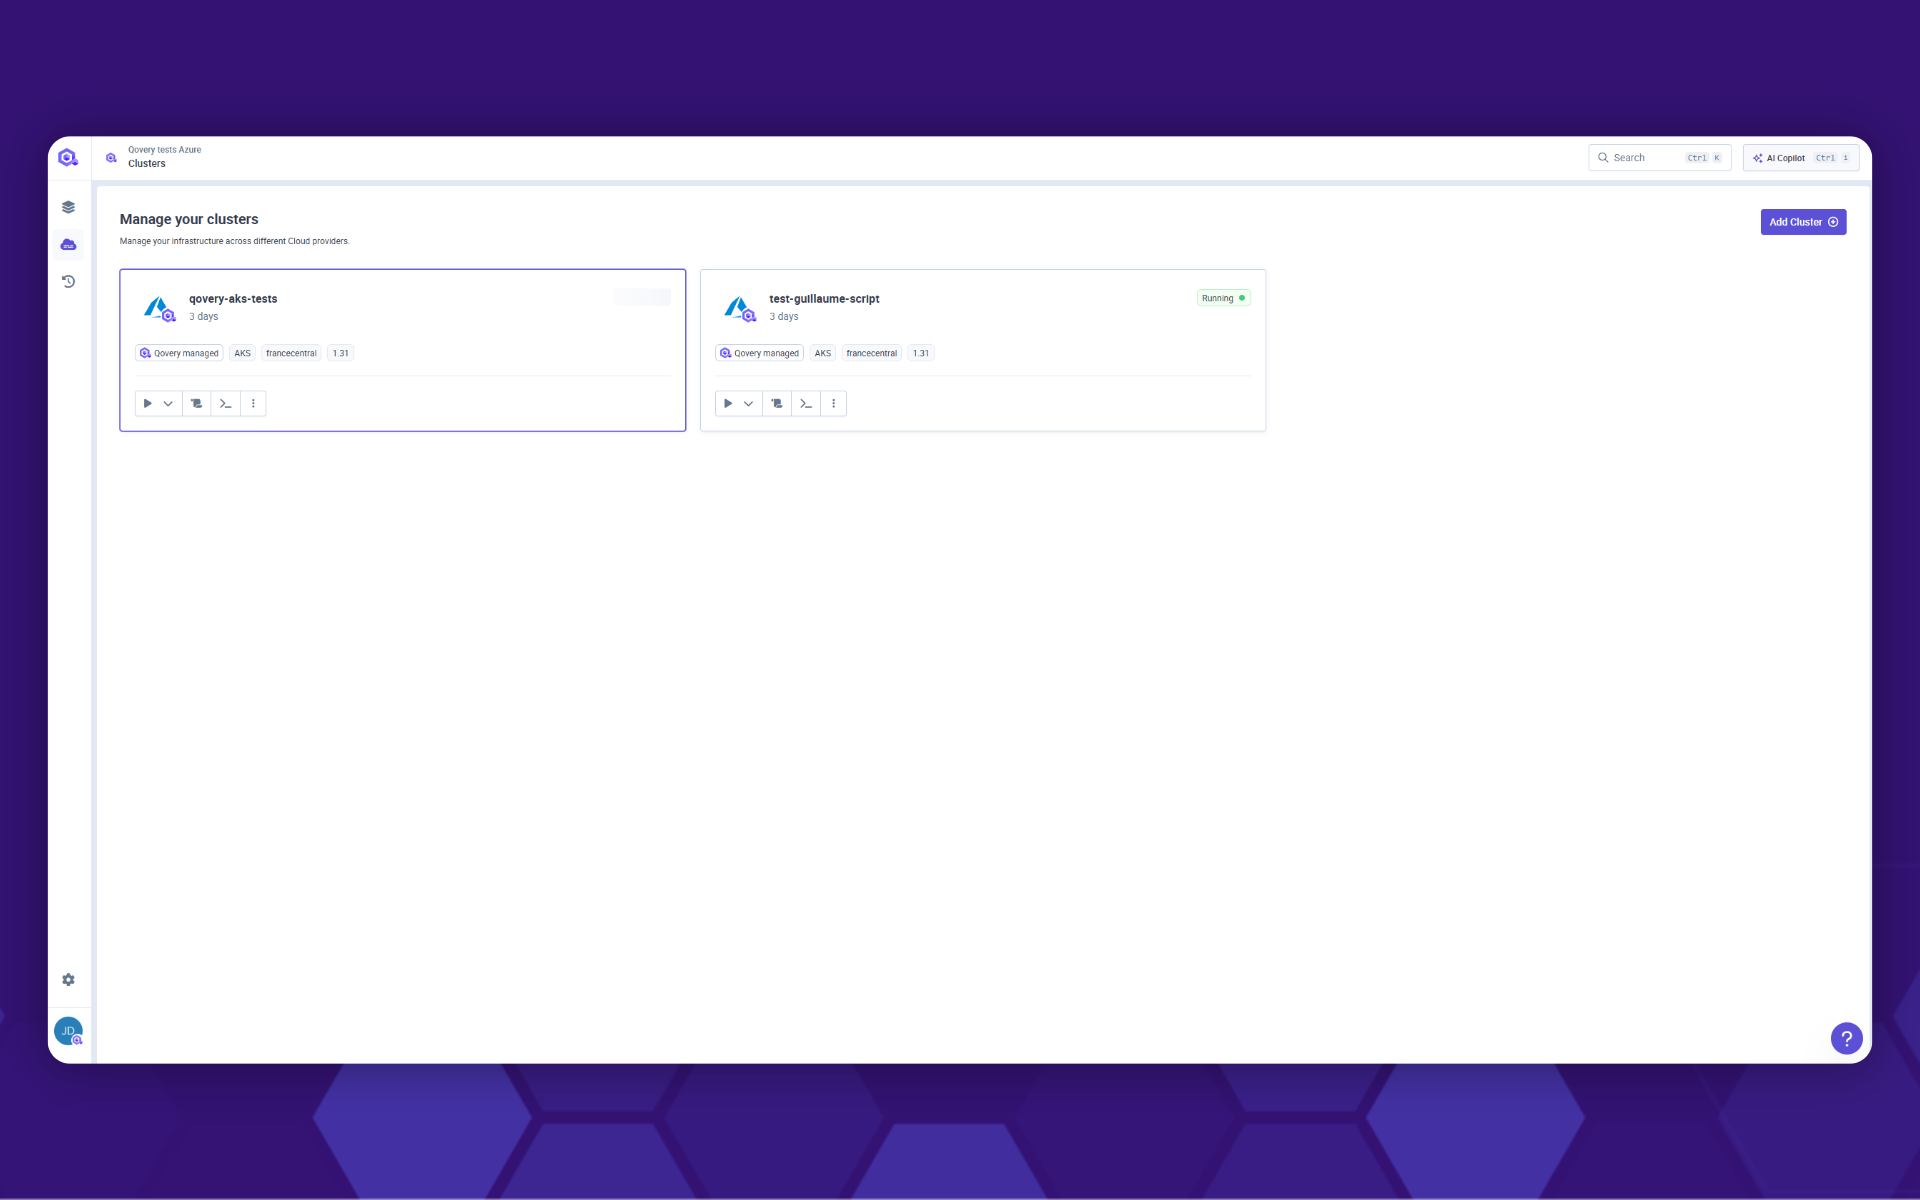 Qovery tests Azure
Clusters
Search Ctrl K
AI Copilot Ctrl i
Manage your clusters
Manage your infrastructure across different Cloud providers.
Add Cluster
qovery-aks-tests
3 days
Qovery managed AKS francecentral 1.31
test-guillaume-script
3 days
Running
Qovery managed AKS francecentral 1.31
JD
?